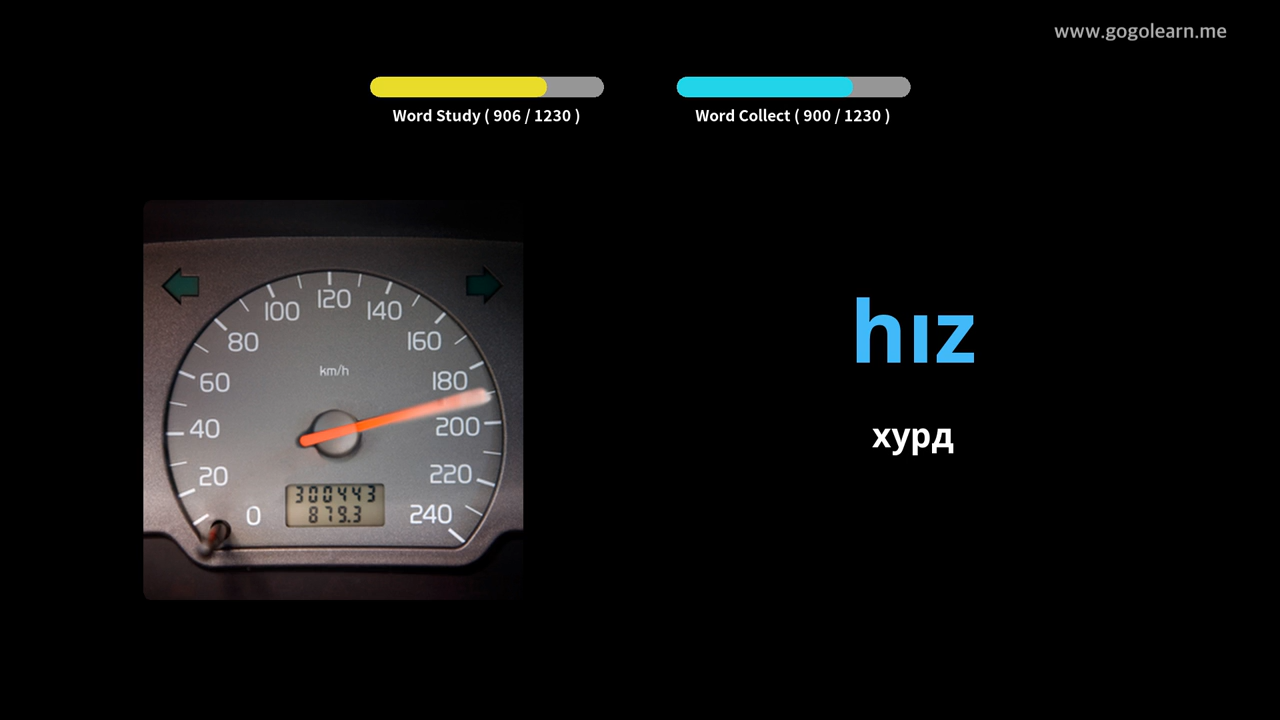 www.gogolearn.me
Word Study ( 906 / 1230 )
Word Collect ( 900 / 1230 )
120
100
140
80
160
km/h
60
180
40
200
20
220
300443
0
879.3
240
hız
хурд